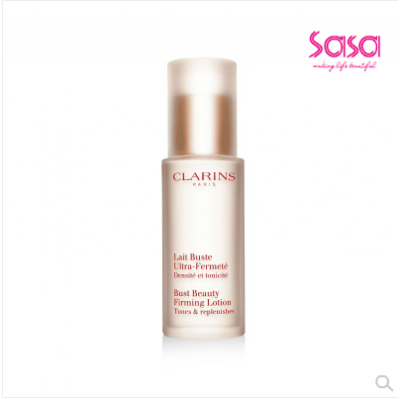 Sasa
making life beautiful
CLARINS
PARIS
Lait Buste
Ultra-Fermeté
Densité et tonicité
Bust Beauty
Firming Lotion
Tones & replenishes